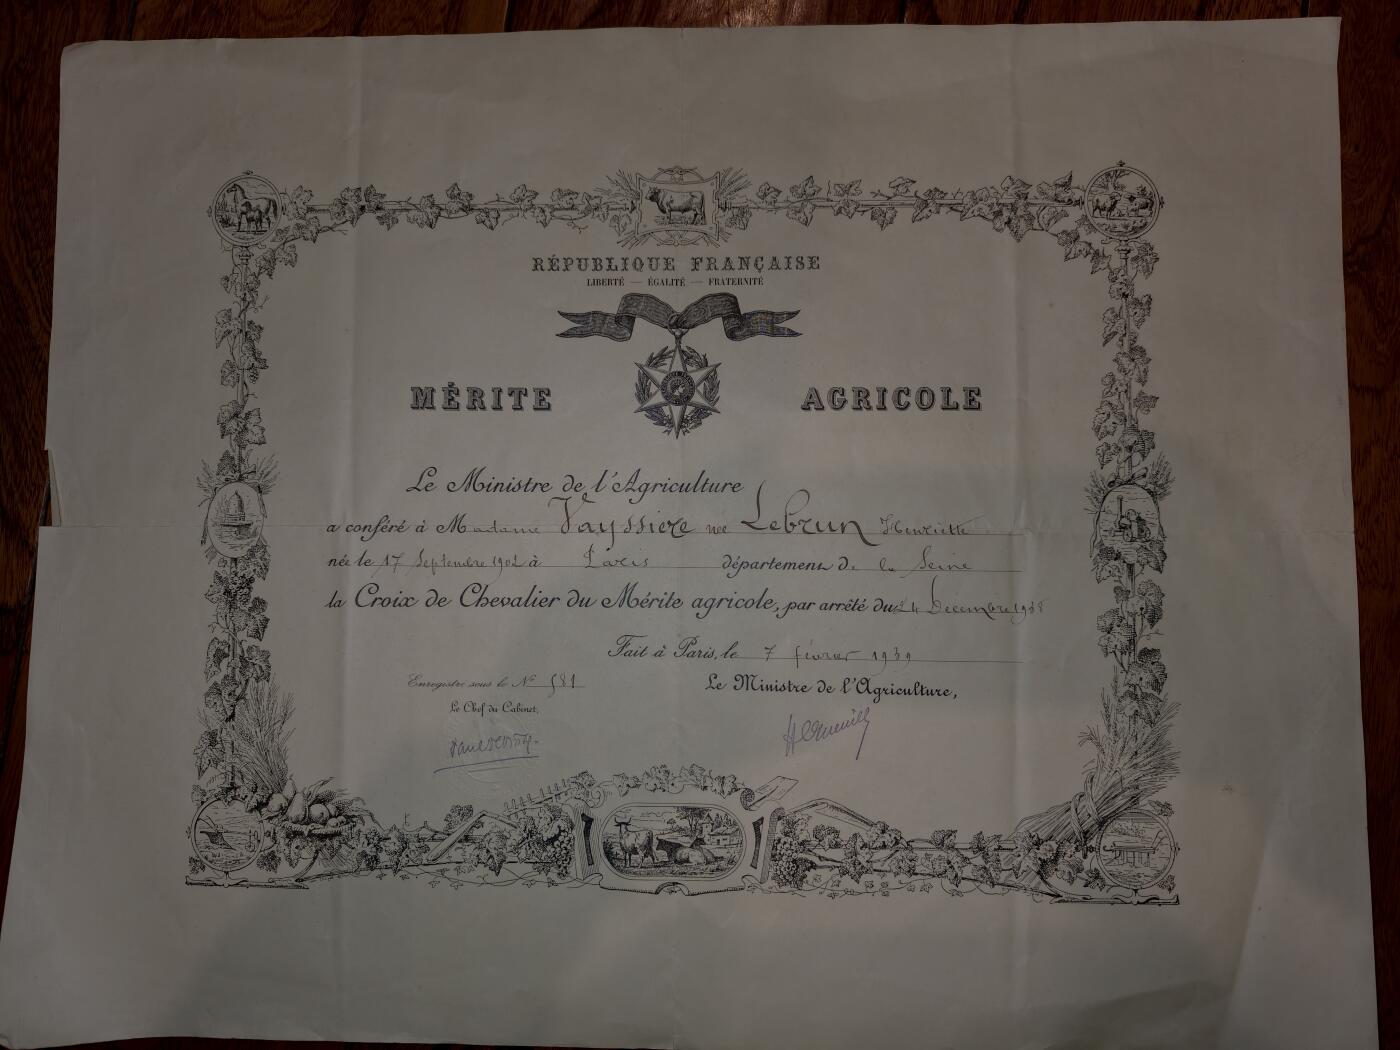 RÉPUBLIQUE FRANÇAISE
LIBERTÉ — ÉGALITÉ — FRATERNITÉ
MÉRITE AGRICOLE
Le Ministre de l'Agriculture
a conféré à Madame Vayssiere née Lebrun Henriette
née le 17 Septembre 1902 à Paris département de la Seine
la Croix de Chevalier du Mérite agricole, par arrêté du 24 Décembre 1938
Fait à Paris, le 7 février 1939
Enregistré sous le N° 581
Le Ministre de l'Agriculture,
Le Chef du Cabinet,